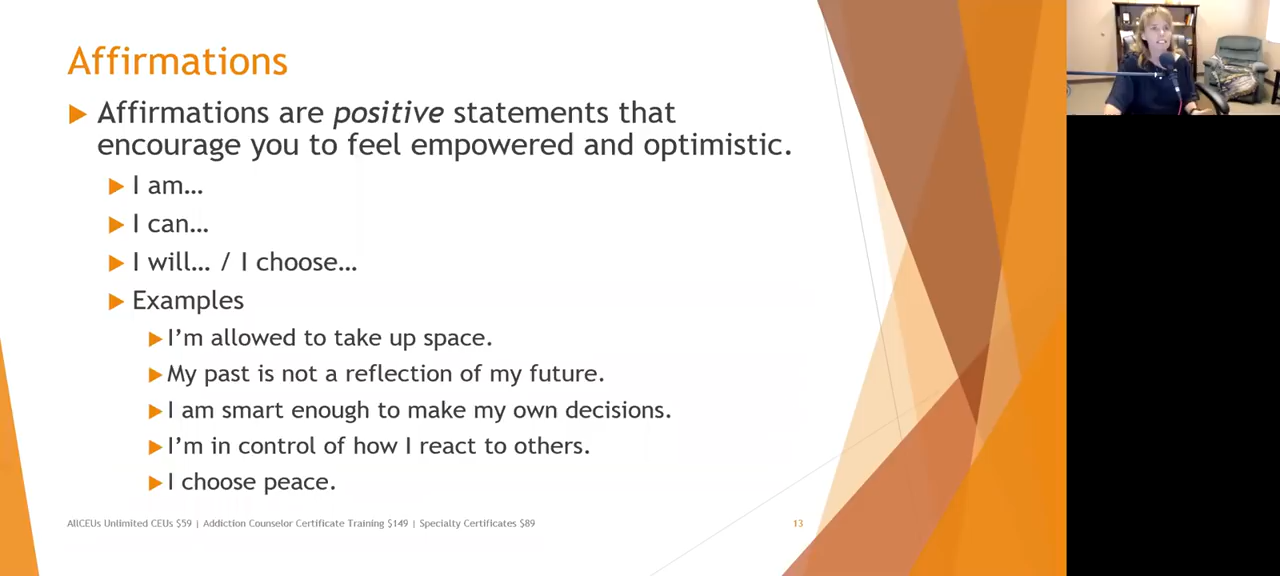 Affirmations
Affirmations are positive statements that
encourage you to feel empowered and optimistic.
I am…
I can…
I will… / I choose…
Examples
I’m allowed to take up space.
My past is not a reflection of my future.
I am smart enough to make my own decisions.
I’m in control of how I react to others.
I choose peace.
AllCEUs Unlimited CEUs $59 | Addiction Counselor Certificate Training $149 | Specialty Certificates $89
13